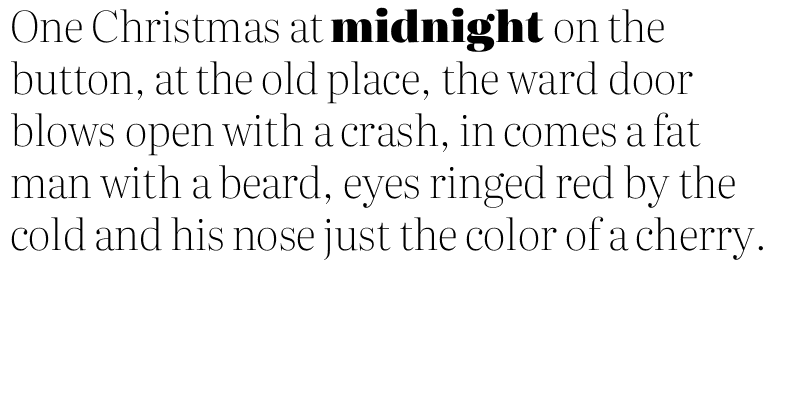 One Christmas at midnight on the
button, at the old place, the ward door
blows open with a crash, in comes a fat
man with a beard, eyes ringed red by the
cold and his nose just the color of a cherry.